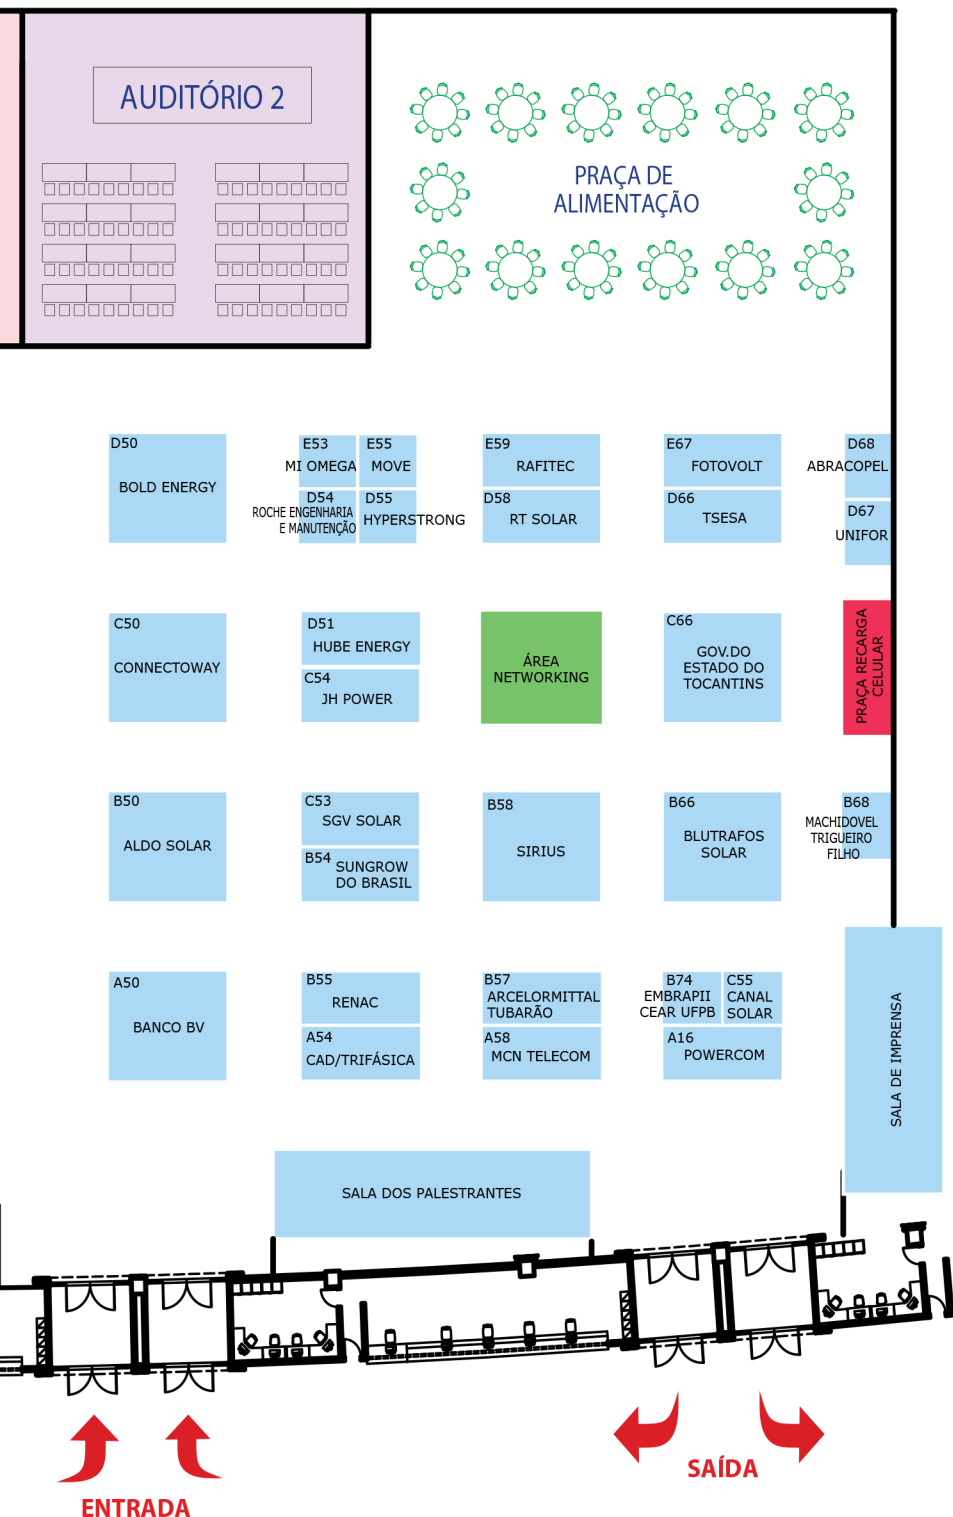 AUDITÓRIO 2
PRAÇA DE
ALIMENTAÇÃO
D50
BOLD ENERGY
E53
MI OMEGA
E55
MOVE
D54
ROCHE ENGENHARIA
E MANUTENÇÃO
D55
HYPERSTRONG
E59
RAFITEC
D58
RT SOLAR
E67
FOTOVOLT
D66
TSESA
D68
ABRACOPEL
D67
UNIFOR
C50
CONNECTOWAY
D51
HUBE ENERGY
C54
JH POWER
ÁREA
NETWORKING
C66
GOV.DO
ESTADO DO
TOCANTINS
PRAÇA RECARGA
CELULAR
B50
ALDO SOLAR
C53
SGV SOLAR
B54
SUNGROW
DO BRASIL
B58
SIRIUS
B66
BLUTRAFOS
SOLAR
B68
MACHIDOVEL
TRIGUEIRO
FILHO
A50
BANCO BV
B55
RENAC
A54
CAD/TRIFÁSICA
B57
ARCELORMITTAL
TUBARÃO
A58
MCN TELECOM
B74
EMBRAPII
CEAR UFPB
C55
CANAL
SOLAR
A16
POWERCOM
SALA DE IMPRENSA
SALA DOS PALESTRANTES
SAÍDA
ENTRADA